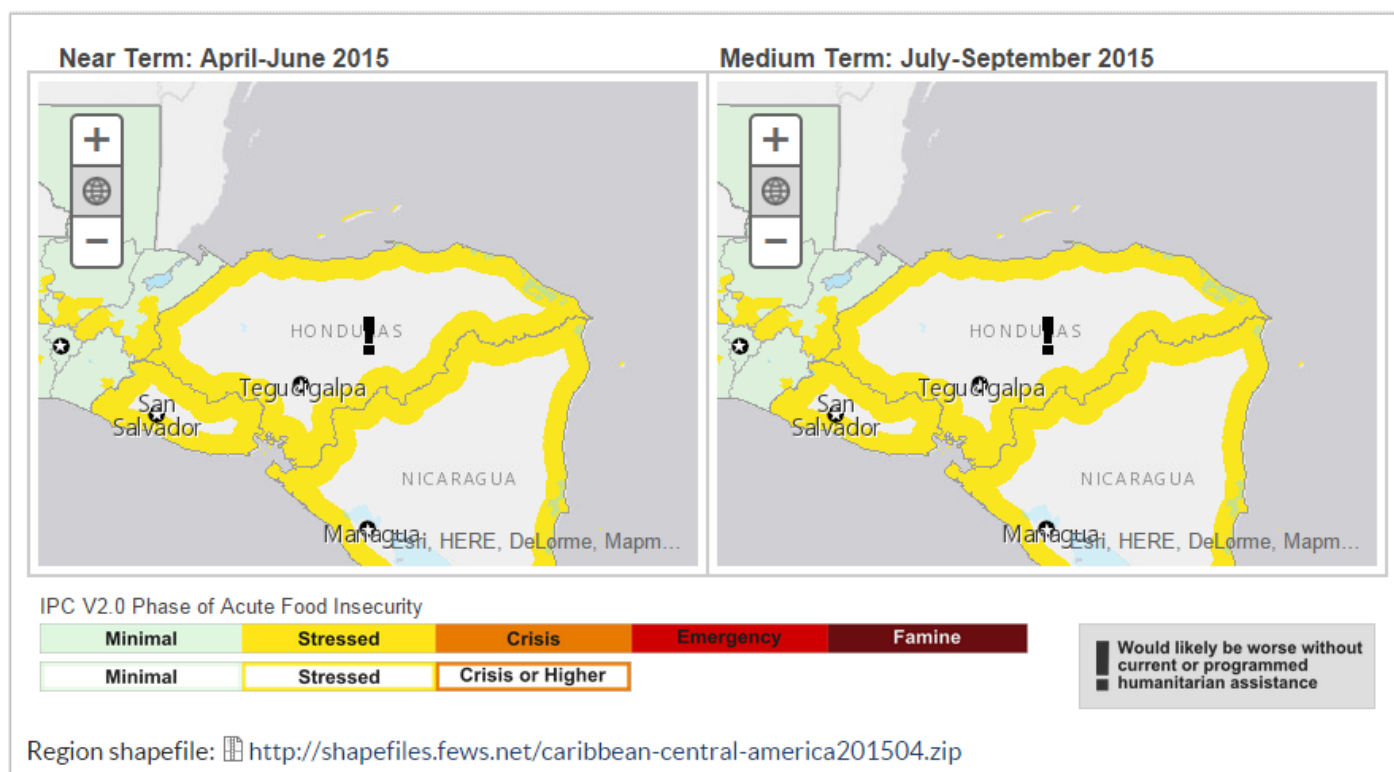 Near Term: April-June 2015
Medium Term: July-September 2015
+
−
HONDURAS
Tegucigalpa
San
Salvador
NICARAGUA
Managua
Esri, HERE, DeLorme, Mapm...
+
−
HONDURAS
Tegucigalpa
San
Salvador
NICARAGUA
Managua
Esri, HERE, DeLorme, Mapm...
IPC V2.0 Phase of Acute Food Insecurity
Minimal Stressed Crisis Emergency Famine
Minimal Stressed Crisis or Higher
Would likely be worse without
current or programmed
humanitarian assistance
Region shapefile: http://shapefiles.fews.net/caribbean-central-america201504.zip